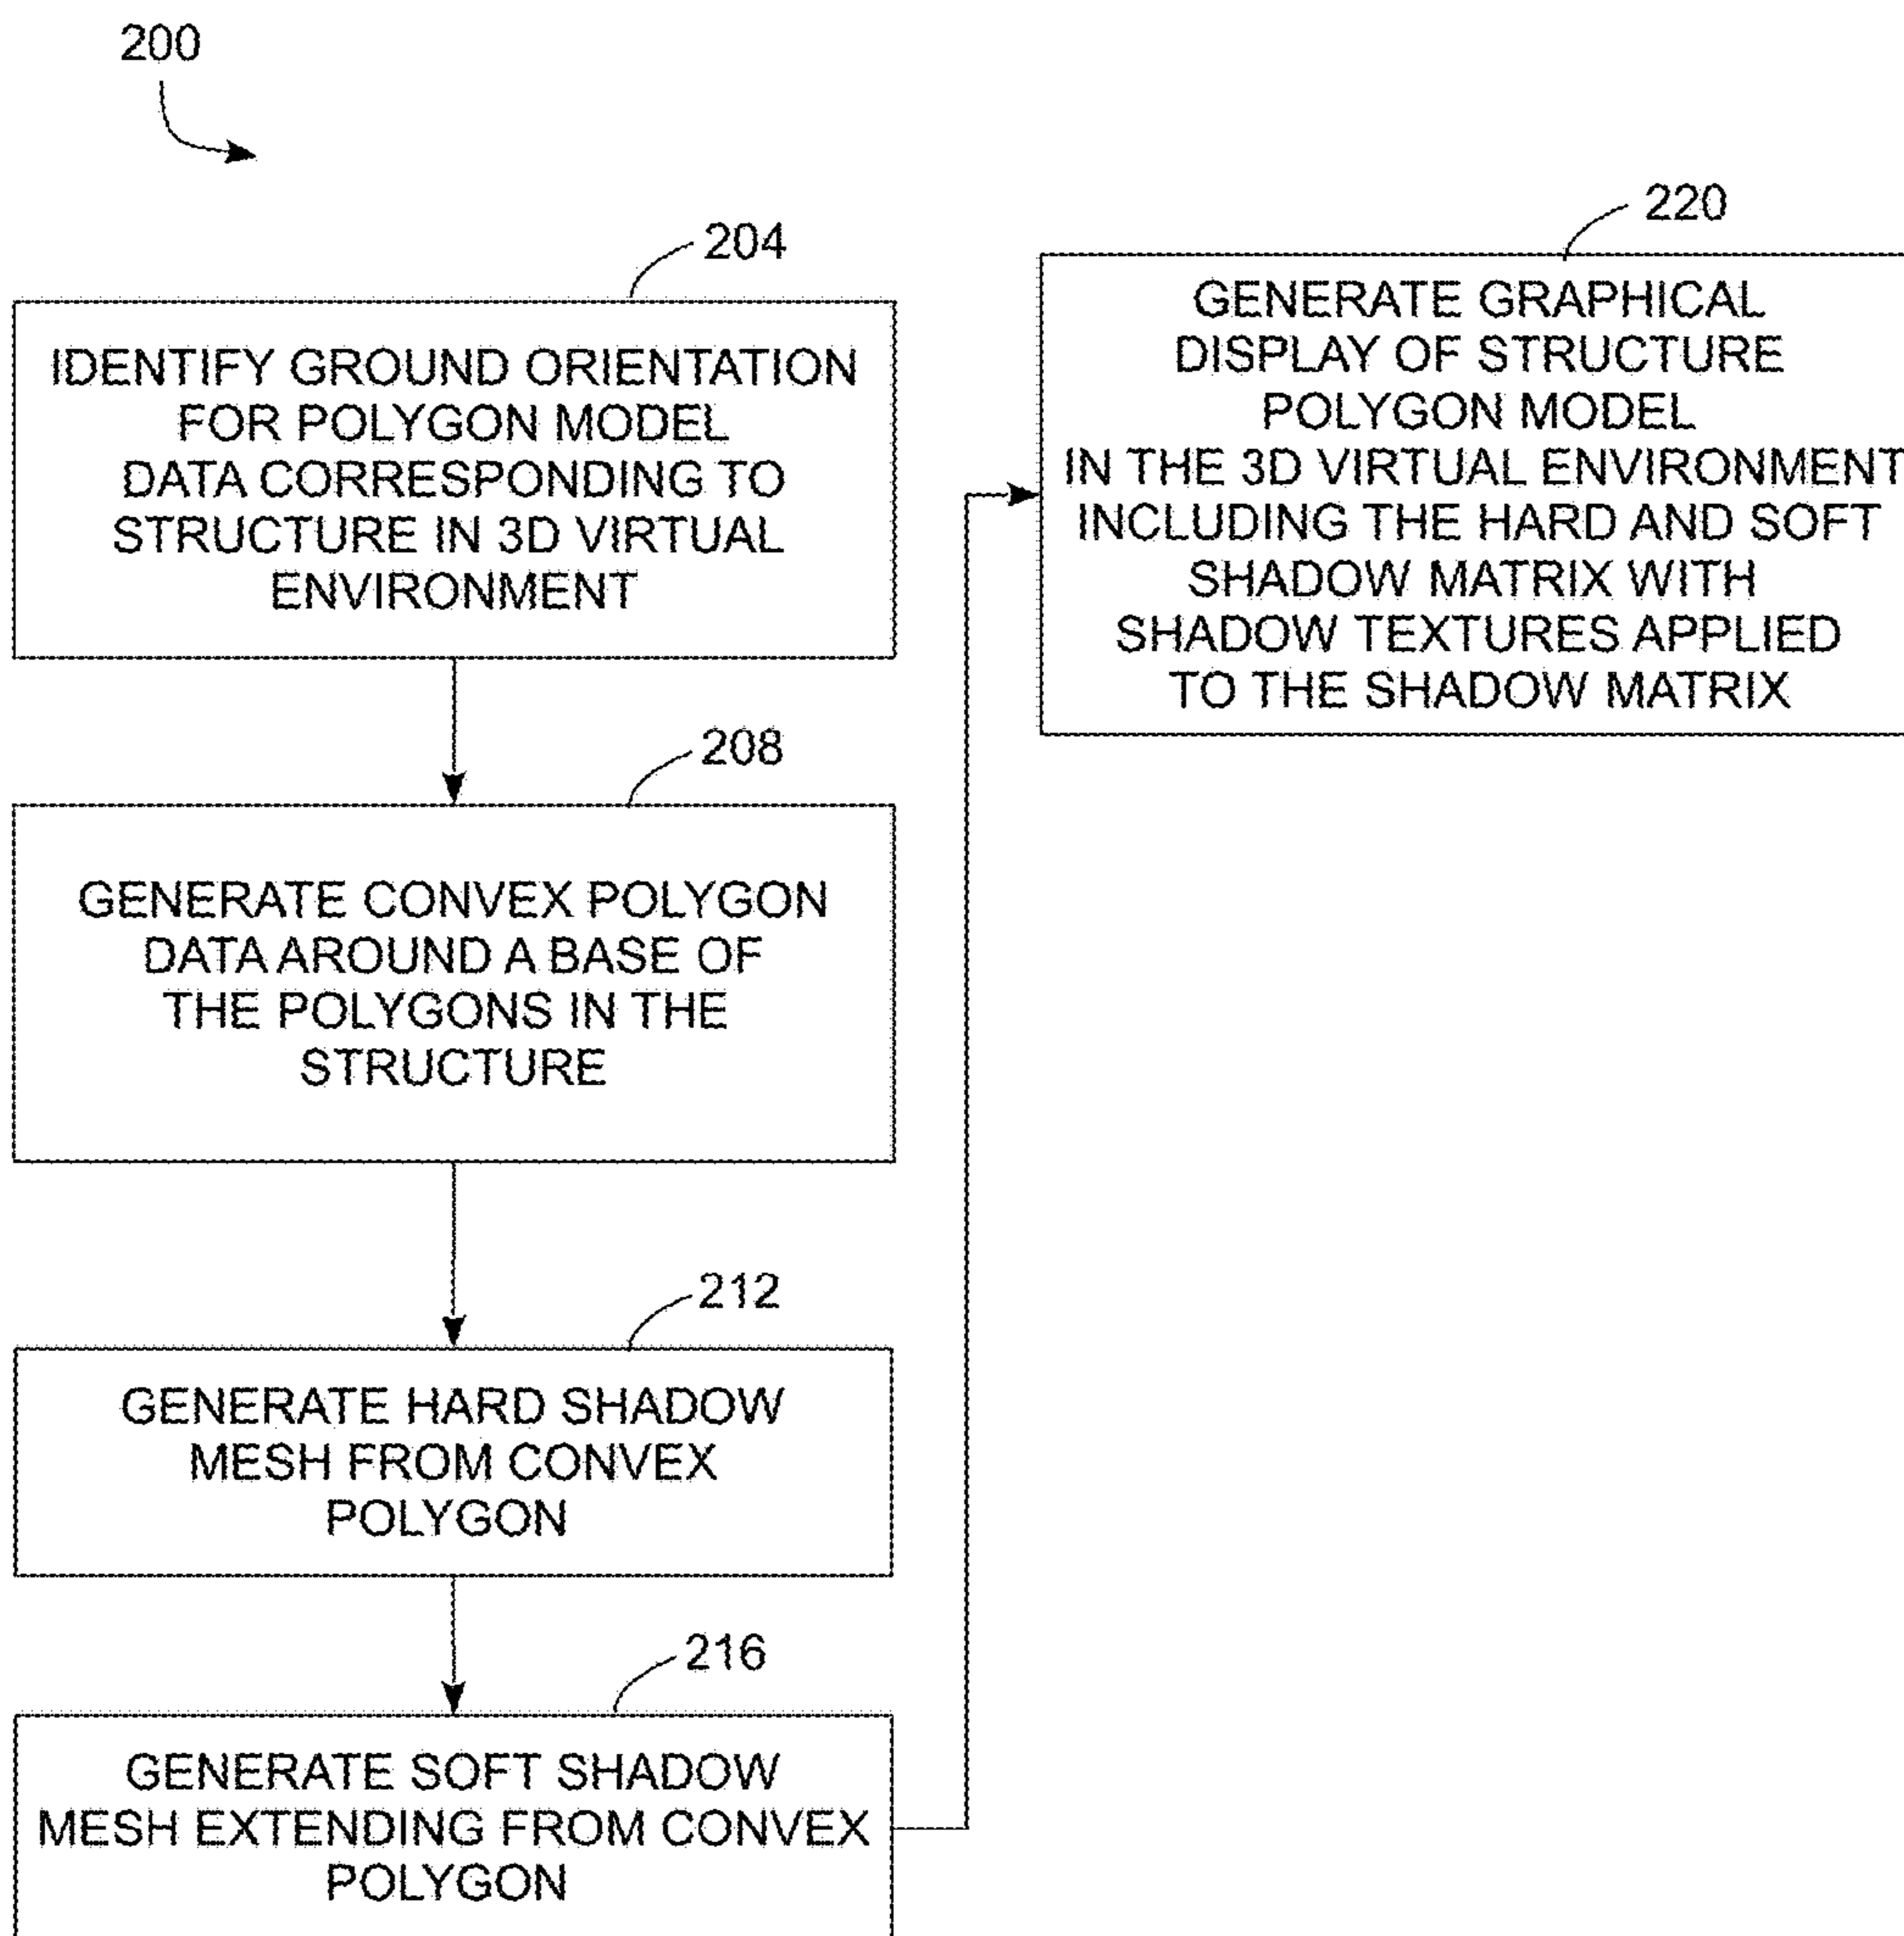 200
204
IDENTIFY GROUND ORIENTATION
FOR POLYGON MODEL
DATA CORRESPONDING TO
STRUCTURE IN 3D VIRTUAL
ENVIRONMENT
208
GENERATE CONVEX POLYGON
DATA AROUND A BASE OF
THE POLYGONS IN THE
STRUCTURE
212
GENERATE HARD SHADOW
MESH FROM CONVEX
POLYGON
216
GENERATE SOFT SHADOW
MESH EXTENDING FROM CONVEX
POLYGON
220
GENERATE GRAPHICAL
DISPLAY OF STRUCTURE
POLYGON MODEL
IN THE 3D VIRTUAL ENVIRONMENT
INCLUDING THE HARD AND SOFT
SHADOW MATRIX WITH
SHADOW TEXTURES APPLIED
TO THE SHADOW MATRIX